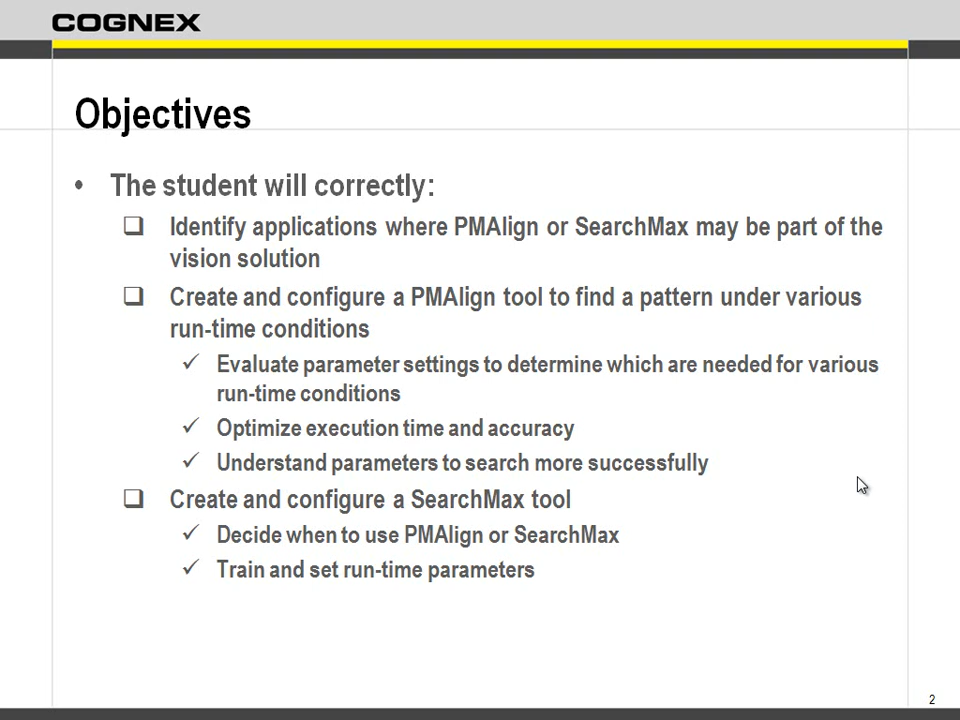 COGNEX
Objectives
• The student will correctly:
❑ Identify applications where PMAlign or SearchMax may be part of the
vision solution
❑ Create and configure a PMAlign tool to find a pattern under various
run-time conditions
✓ Evaluate parameter settings to determine which are needed for various
run-time conditions
✓ Optimize execution time and accuracy
✓ Understand parameters to search more successfully
❑ Create and configure a SearchMax tool
✓ Decide when to use PMAlign or SearchMax
✓ Train and set run-time parameters
2